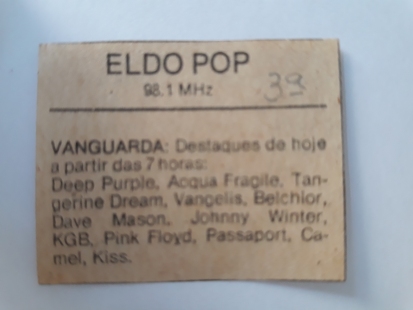 ELDO POP
98.1 MHz
39
VANGUARDA: Destaques de hoje
a partir das 7 horas:
Deep Purple, Acqua Fragile, Tan-
gerine Dream, Vangelis, Belchior,
Dave Mason, Johnny Winter,
KGB, Pink Floyd, Passaport, Ca-
mel, Kiss.